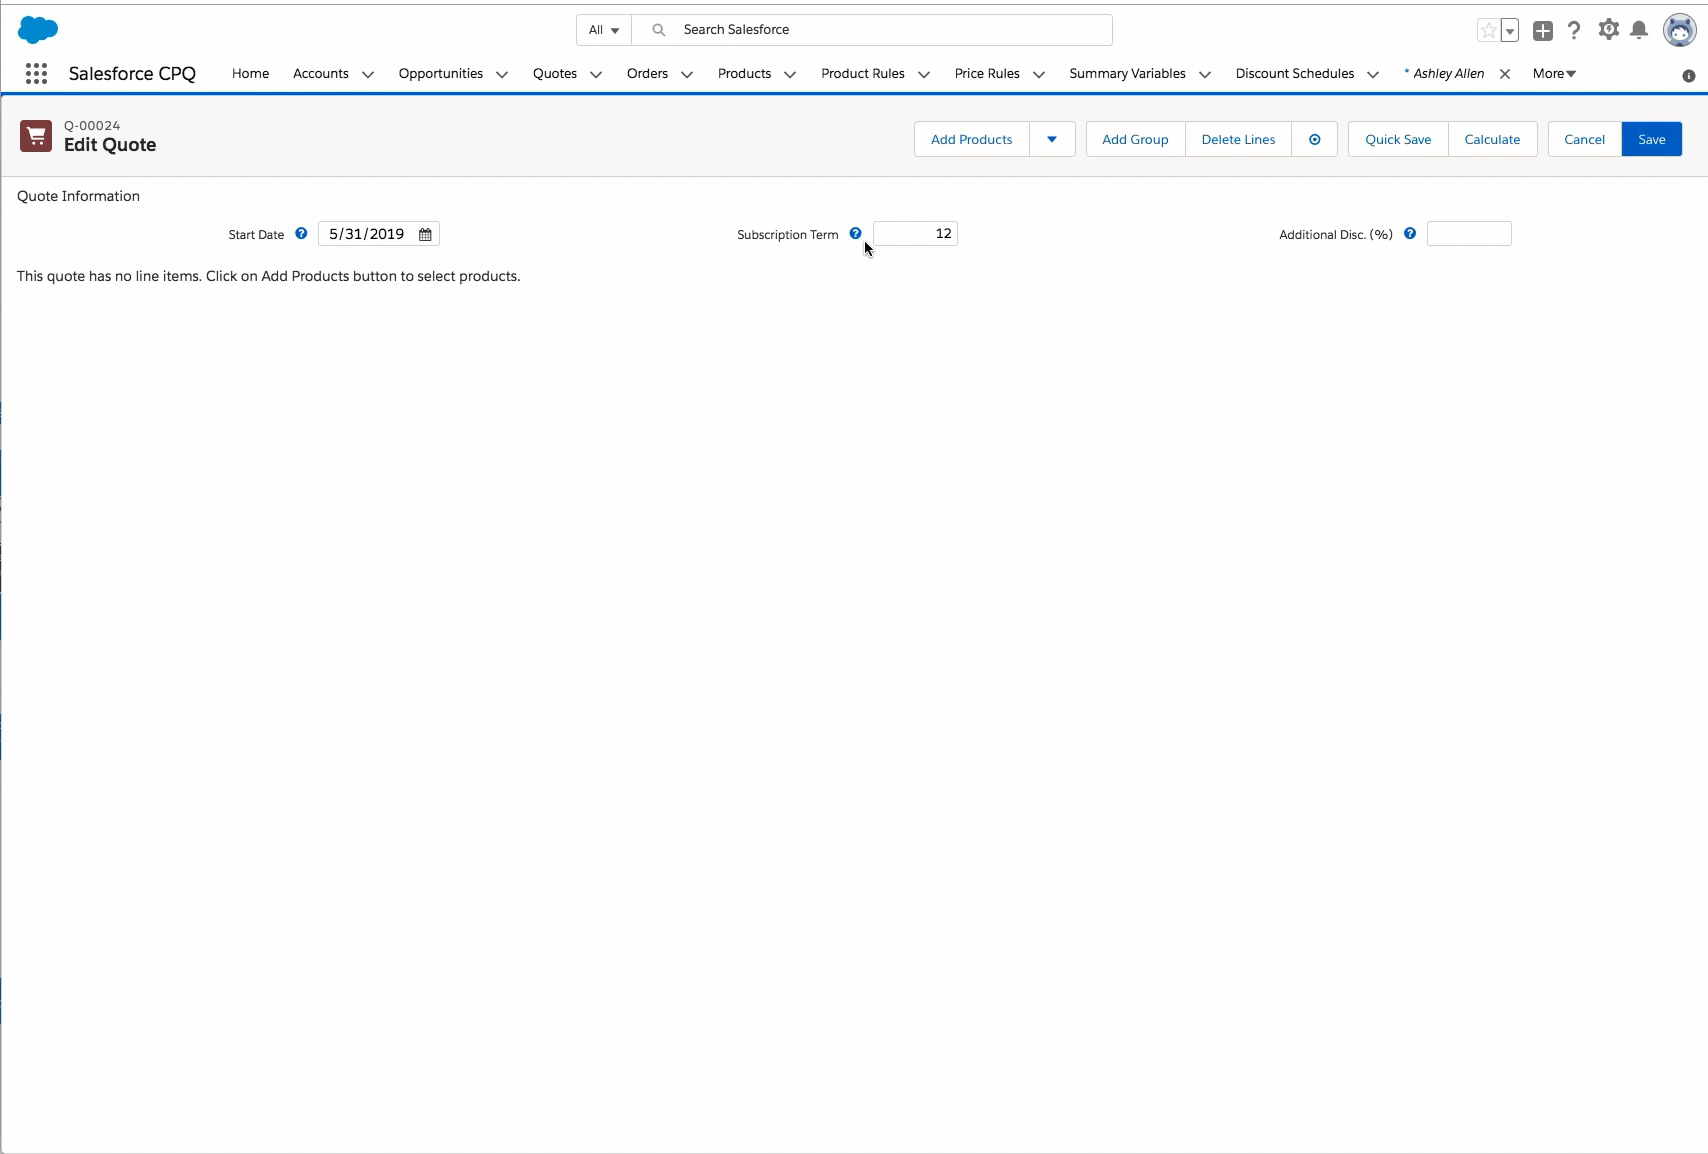 All
Search Salesforce
Salesforce CPQ Home Accounts Opportunities Quotes Orders Products Product Rules Price Rules Summary Variables Discount Schedules * Ashley Allen More
Q-00024
Edit Quote
Add Products Add Group Delete Lines Quick Save Calculate Cancel Save
Quote Information
Start Date 5/31/2019 Subscription Term 12 Additional Disc. (%)
This quote has no line items. Click on Add Products button to select products.